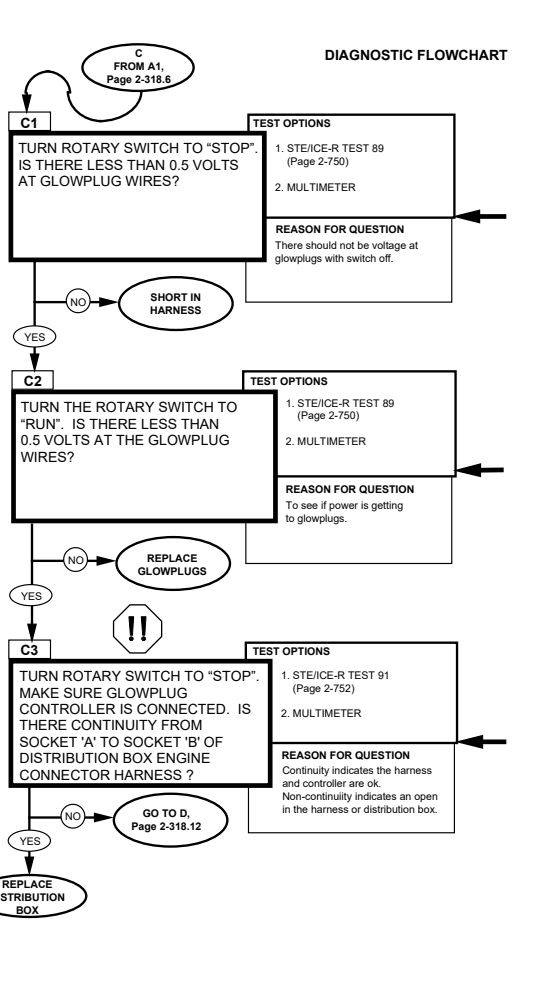 DIAGNOSTIC FLOWCHART
C
FROM A1,
Page 2-318.6
C1
TURN ROTARY SWITCH TO “STOP”.
IS THERE LESS THAN 0.5 VOLTS
AT GLOWPLUG WIRES?
TEST OPTIONS
1. STE/ICE-R TEST 89
(Page 2-750)
2. MULTIMETER
REASON FOR QUESTION
There should not be voltage at
glowplugs with switch off.
NO
SHORT IN
HARNESS
YES
C2
TURN THE ROTARY SWITCH TO
“RUN”. IS THERE LESS THAN
0.5 VOLTS AT THE GLOWPLUG
WIRES?
TEST OPTIONS
1. STE/ICE-R TEST 89
(Page 2-750)
2. MULTIMETER
REASON FOR QUESTION
To see if power is getting
to glowplugs.
NO
REPLACE
GLOWPLUGS
YES
!!
C3
TURN ROTARY SWITCH TO “STOP”.
MAKE SURE GLOWPLUG
CONTROLLER IS CONNECTED. IS
THERE CONTINUITY FROM
SOCKET 'A' TO SOCKET 'B' OF
DISTRIBUTION BOX ENGINE
CONNECTOR HARNESS ?
TEST OPTIONS
1. STE/ICE-R TEST 91
(Page 2-752)
2. MULTIMETER
REASON FOR QUESTION
Continuity indicates the harness
and controller are ok.
Non-continuiity indicates an open
in the harness or distribution box.
NO
GO TO D,
Page 2-318.12
YES
REPLACE
STRIBUTION
BOX